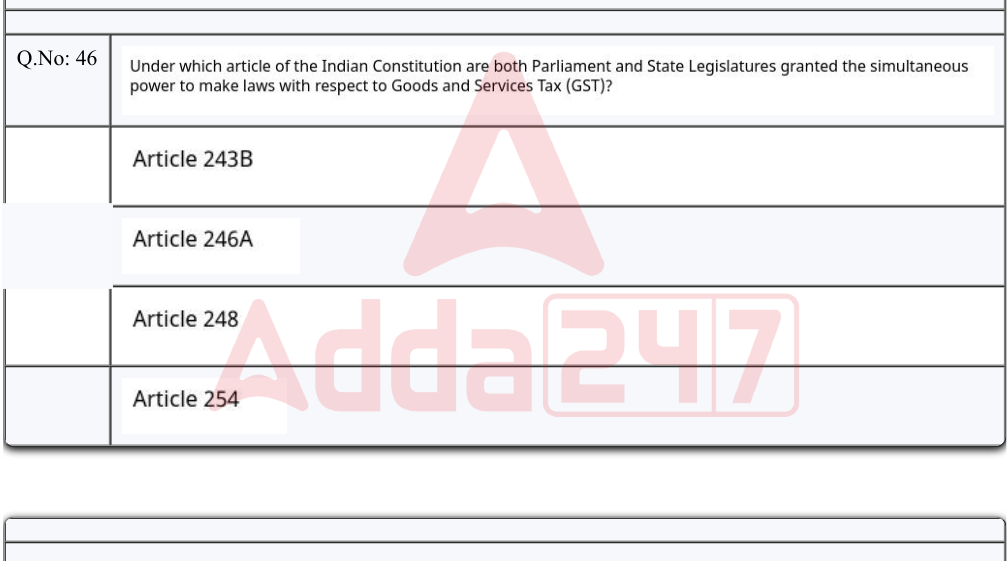 Q.No: 46
Under which article of the Indian Constitution are both Parliament and State Legislatures granted the simultaneous
power to make laws with respect to Goods and Services Tax (GST)?
Article 243B
Article 246A
Article 248
Article 254
Adda247